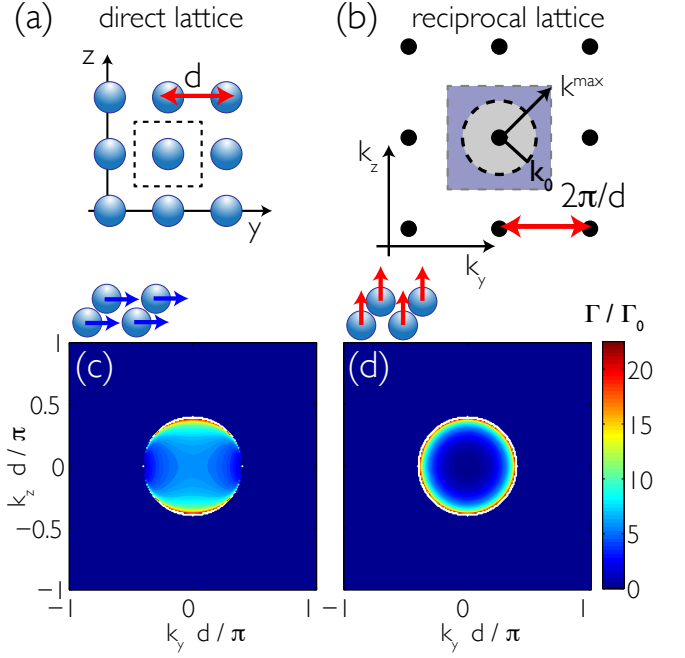 (a) direct lattice
z
d
y
(b) reciprocal lattice
k^max
k_0
k_z
2π/d
k_y
(c)
1
0.5
0
−0.5
−1
k_z d / π
−1
0
1
k_y d / π
(d)
−1
0
1
k_y d / π
Γ / Γ_0
20
15
10
5
0